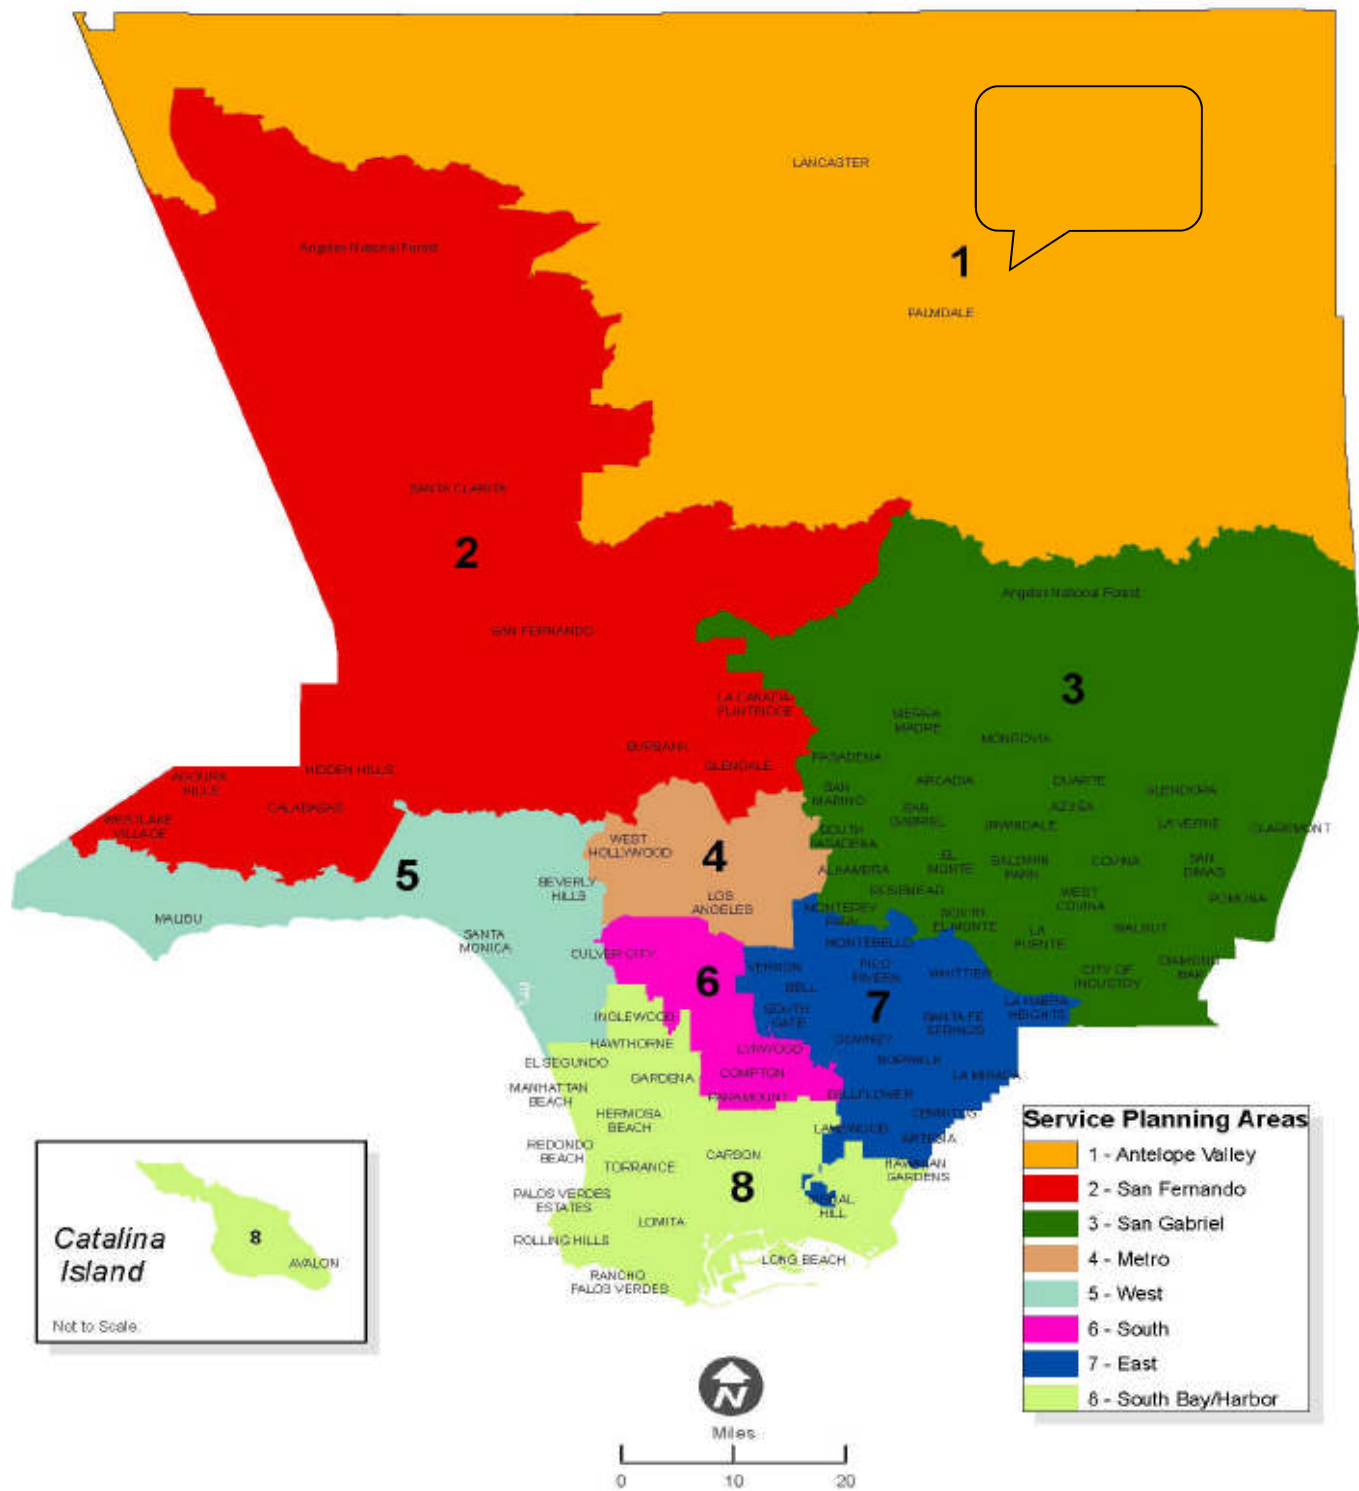 LANCASTER
Angeles National Forest
1
PALMDALE
SANTA CLARITA
2
Angeles National Forest
SAN FERNANDO
3
LA CANADA
FLINTRIDGE
SIERRA
MADRE
MONROVIA
BURBANK
PASADENA
GLENDALE
HIDDEN HILLS
AGOURA
HILLS
ARCADIA
DUARTE
GLENDORA
SAN
MARINO
CALABASAS
AZUSA
SAN
GABRIEL
WESTLAKE
VILLAGE
IRWINDALE
LA VERNE
CLAREMONT
SOUTH
PASADENA
WEST
HOLLYWOOD
4
EL
MONTE
BALDWIN
PARK
COVINA
SAN
DIMAS
ALHAMBRA
5
BEVERLY
HILLS
ROSEMEAD
WEST
COVINA
POMONA
LOS
ANGELES
MONTEREY
PARK
MALIBU
SOUTH
EL MONTE
WALNUT
SANTA
MONICA
LA
PUENTE
MONTEBELLO
CULVER CITY
DIAMOND
BAR
VERNON
PICO
RIVERA
WHITTIER
CITY OF
INDUSTRY
6
BELL
7
LA HABRA
HEIGHTS
INGLEWOOD
SOUTH
GATE
SANTA FE
SPRINGS
HAWTHORNE
DOWNEY
LYNWOOD
EL SEGUNDO
NORWALK
COMPTON
GARDENA
LA MIRADA
MANHATTAN
BEACH
PARAMOUNT
BELLFLOWER
HERMOSA
BEACH
CERRITOS
LAKEWOOD
ARTESIA
REDONDO
BEACH
CARSON
TORRANCE
HAWAIIAN
GARDENS
8
PALOS VERDES
ESTATES
SIGNAL
HILL
LOMITA
ROLLING HILLS
LONG BEACH
RANCHO
PALOS VERDES
Catalina
Island
8
AVALON
Not to Scale.
Service Planning Areas
1 - Antelope Valley
2 - San Fernando
3 - San Gabriel
4 - Metro
5 - West
6 - South
7 - East
8 - South Bay/Harbor
N
Miles
0 10 20